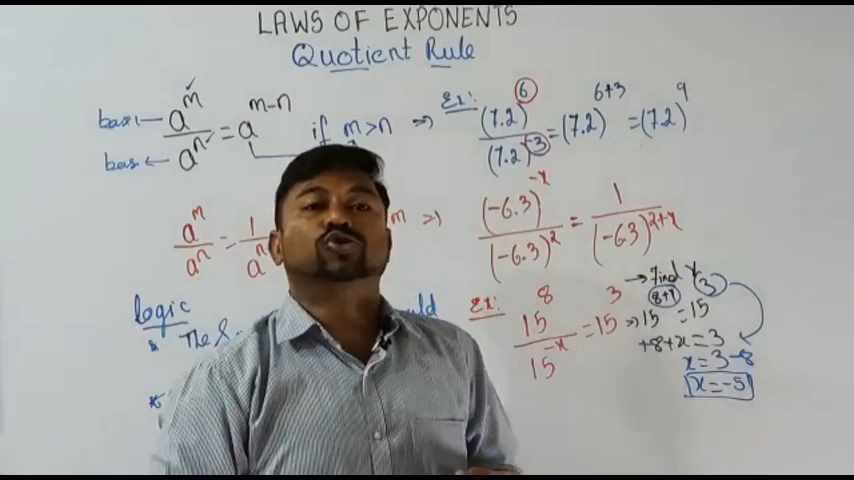 LAWS OF EXPONENTS
Quotient Rule
base a^m / a^n = a^(m-n) if m>n ⇒
bas
Ex: (7.2)^6 / (7.2)^-3 = (7.2)^(6+3) = (7.2)^9
a^m / a^n = 1 / a^n m ⇒
(-6.3)^-x / (-6.3)^2 = 1 / (-6.3)^(2+x)
logic
The
Ex: 15^8 / 15^-x = 15^3
→ Find x
⇒ 15^(8+x) = 15^(3)
+8+x=3
x=3-8
x=-5